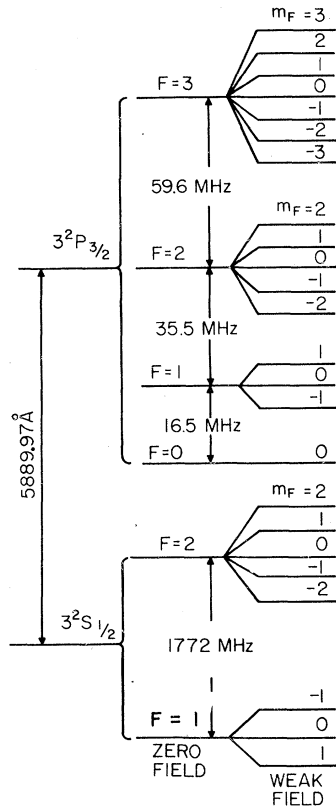 m_F = 3
2
1
0
-1
-2
-3
F=3
59.6 MHz
m_F = 2
1
0
-1
-2
3²P₃/₂
F=2
35.5 MHz
1
0
-1
F=1
16.5 MHz
F=0
0
5889.97Å
m_F = 2
1
0
-1
-2
F=2
1772 MHz
3²S₁/₂
-1
0
1
F = 1
ZERO
FIELD
WEAK
FIELD